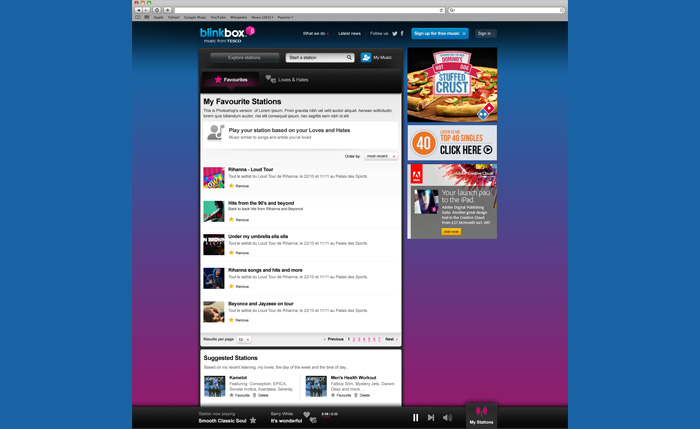 Apple Yahoo! Google Maps YouTube Wikipedia News (283) Popular
blinkbox
music from TESCO
What we do
Latest news
Follow us:
Sign up for free music
Sign in
Explore stations
Start a station
My Music
Favourites
Loves & Hates
My Favourite Stations
This is Photoshop's version of Lorem Ipsum. Proin gravida nibh vel velit auctor aliquet. Aenean sollicitudin,
lorem quis bibendum auctor, nisi elit consequat ipsum, nec sagittis sem nibh id elit.
Play your station based on your Loves and Hates
Music similar to songs and artists you've loved
Order by: most recent
Rihanna - Loud Tour
Tout le setlist du Loud Tour de Rihanna, le 22/10 et 11/11 au Palais des Sports.
Remove
Hits from the 90's and beyond
Back to back hits from Rihanna and Beyonce.
Remove
Under my umbrella ella ella
Tout le setlist du Loud Tour de Rihanna, le 22/10 et 11/11 au Palais des Sports.
Remove
Rihanna songs and hits and more
Tout le setlist du Loud Tour de Rihanna, le 22/10 et 11/11 au Palais des Sports.
Remove
Beyonce and Jayzsee on tour
Tout le setlist du Loud Tour de Rihanna, le 22/10 et 11/11 au Palais des Sports.
Remove
Results per page 10
Previous 1 2 3 4 5 6 7 Next
Suggested Stations
Based on my recent listening, my loves, the day of the week and the time of day...
Kamelot
Featuring: Conception, EPICA,
Sonata Arctica, Avantasia, Serenity.
Favourite Delete
Men's Health Workout
Fatboy Slim, Mystery Jets, Darwin
Deez and more...
Favourite Delete
DOMINO'S
HOT DOG
STUFFED
CRUST
40
LISTEN TO THE
TOP 40 SINGLES
CLICK HERE
Adobe Creative Cloud
Your launch pad
to the iPad.
Adobe Digital Publishing
Suite. Another great design
tool in the Creative Cloud.
Station now playing
Smooth Classic Soul
Barry White
It's wonderful
My Stations